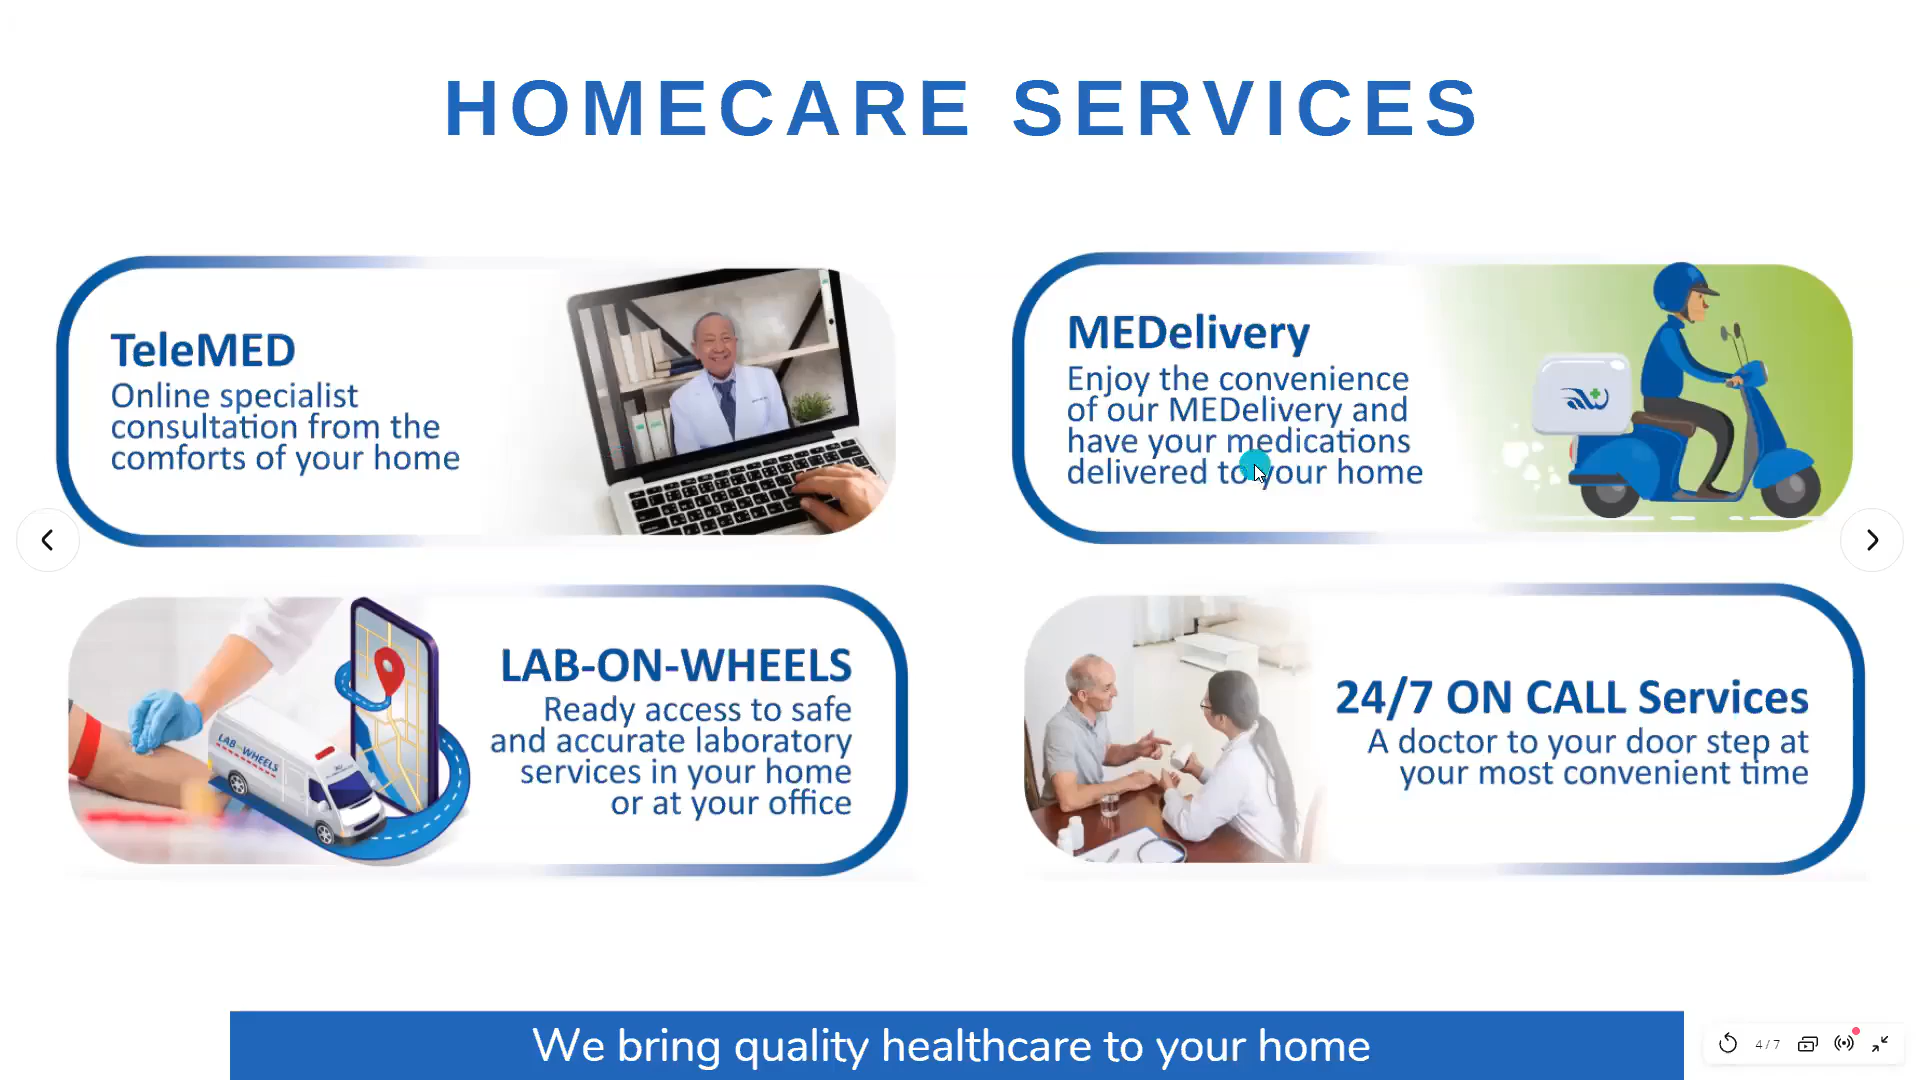 HOMECARE SERVICES
TeleMED
Online specialist
consultation from the
comforts of your home
MEDelivery
Enjoy the convenience
of our MEDelivery and
have your medications
delivered to your home
LAB-ON-WHEELS
LAB-ON-WHEELS
Ready access to safe
and accurate laboratory
services in your home
or at your office
24/7 ON CALL Services
A doctor to your door step at
your most convenient time
We bring quality healthcare to your home
4/7